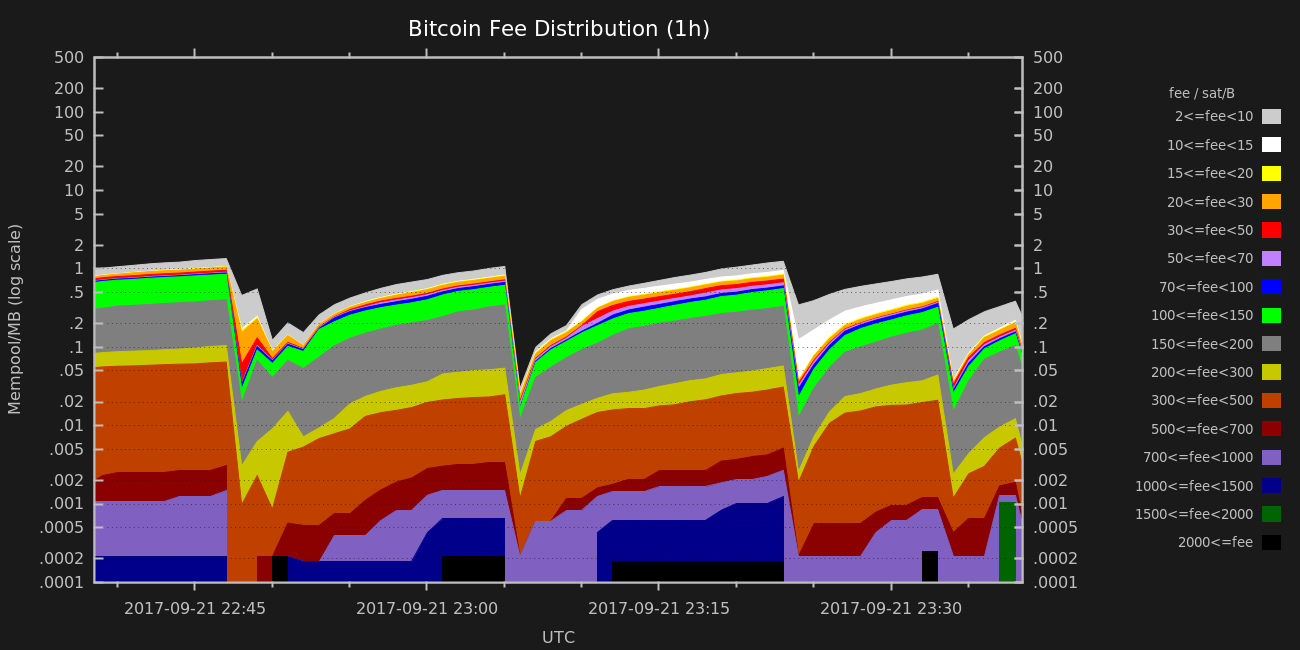 Bitcoin Fee Distribution (1h)
Mempool/MB (log scale)
500
200
100
50
20
10
5
2
1
.5
.2
.1
.05
.02
.01
.005
.002
.001
.0005
.0002
.0001
500
200
100
50
20
10
5
2
1
.5
.2
.1
.05
.02
.01
.005
.002
.001
.0005
.0002
.0001
2017-09-21 22:45
2017-09-21 23:00
2017-09-21 23:15
2017-09-21 23:30
UTC
fee / sat/B
2<=fee<10
10<=fee<15
15<=fee<20
20<=fee<30
30<=fee<50
50<=fee<70
70<=fee<100
100<=fee<150
150<=fee<200
200<=fee<300
300<=fee<500
500<=fee<700
700<=fee<1000
1000<=fee<1500
1500<=fee<2000
2000<=fee